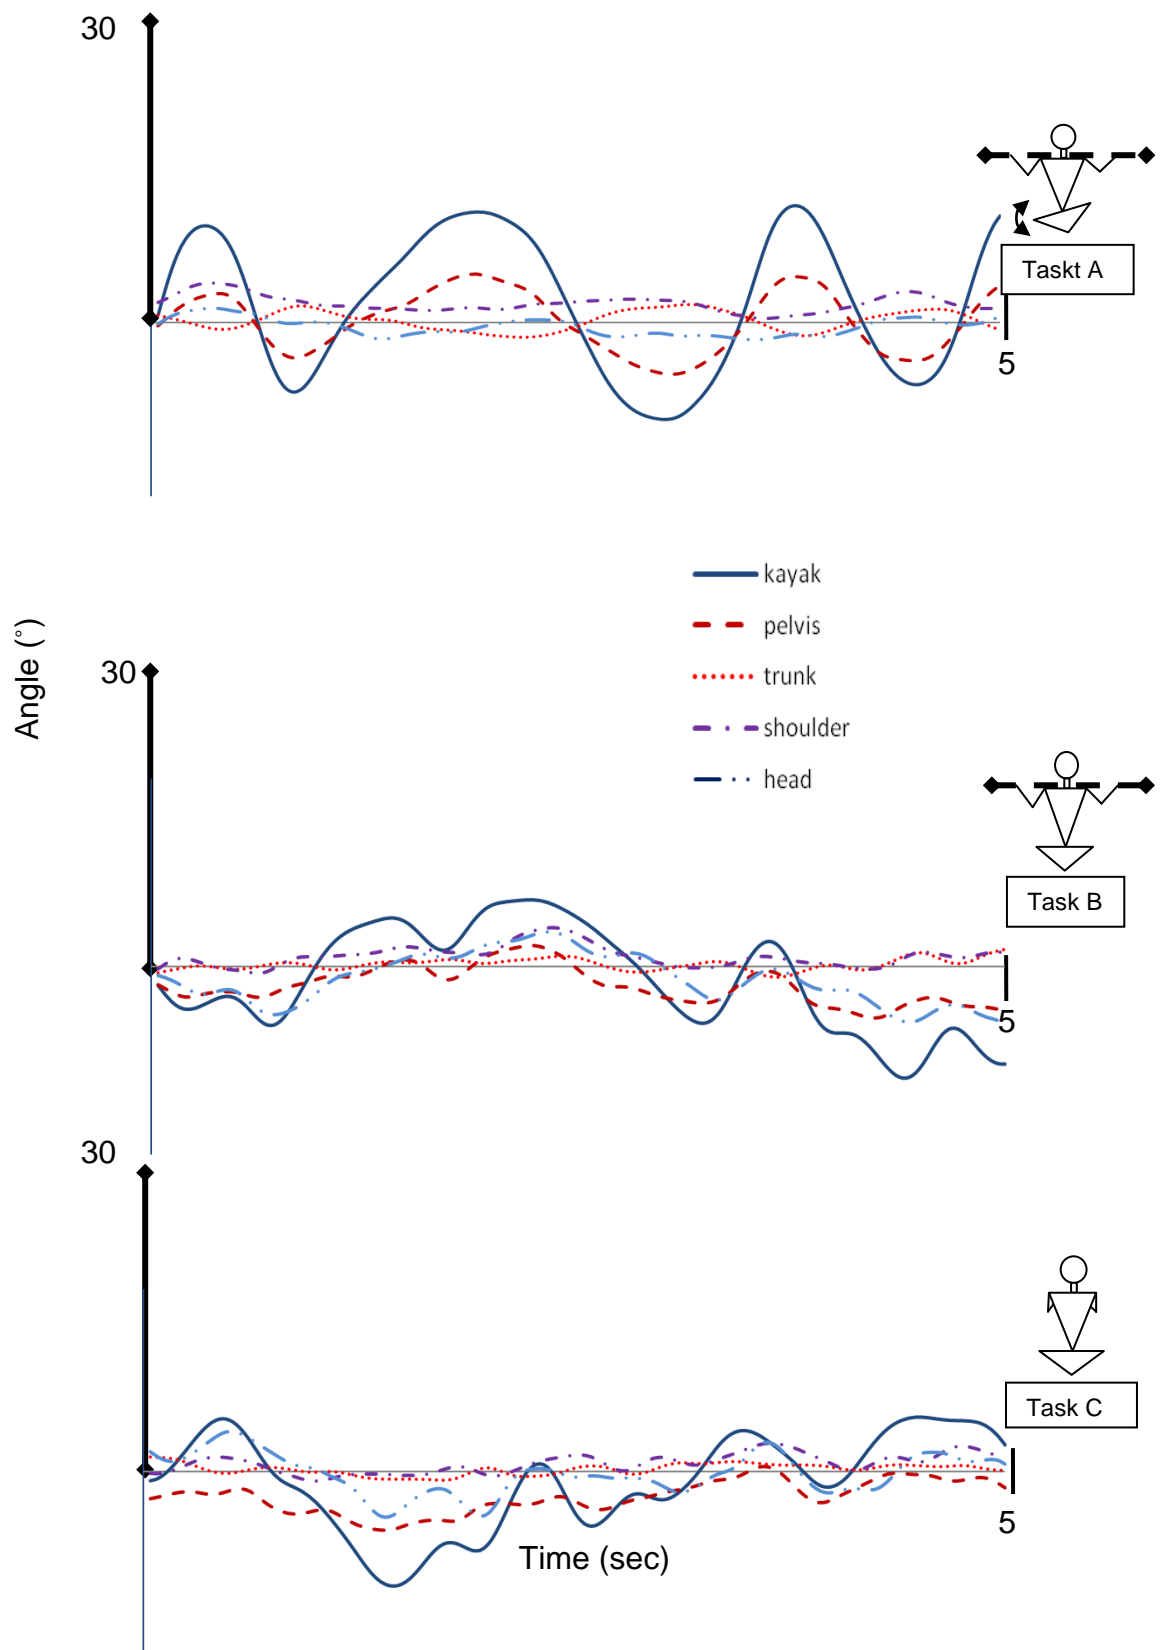 30
Taskt A
5
kayak
pelvis
trunk
shoulder
head
Angle (°)
30
Task B
5
30
Task C
5
Time (sec)